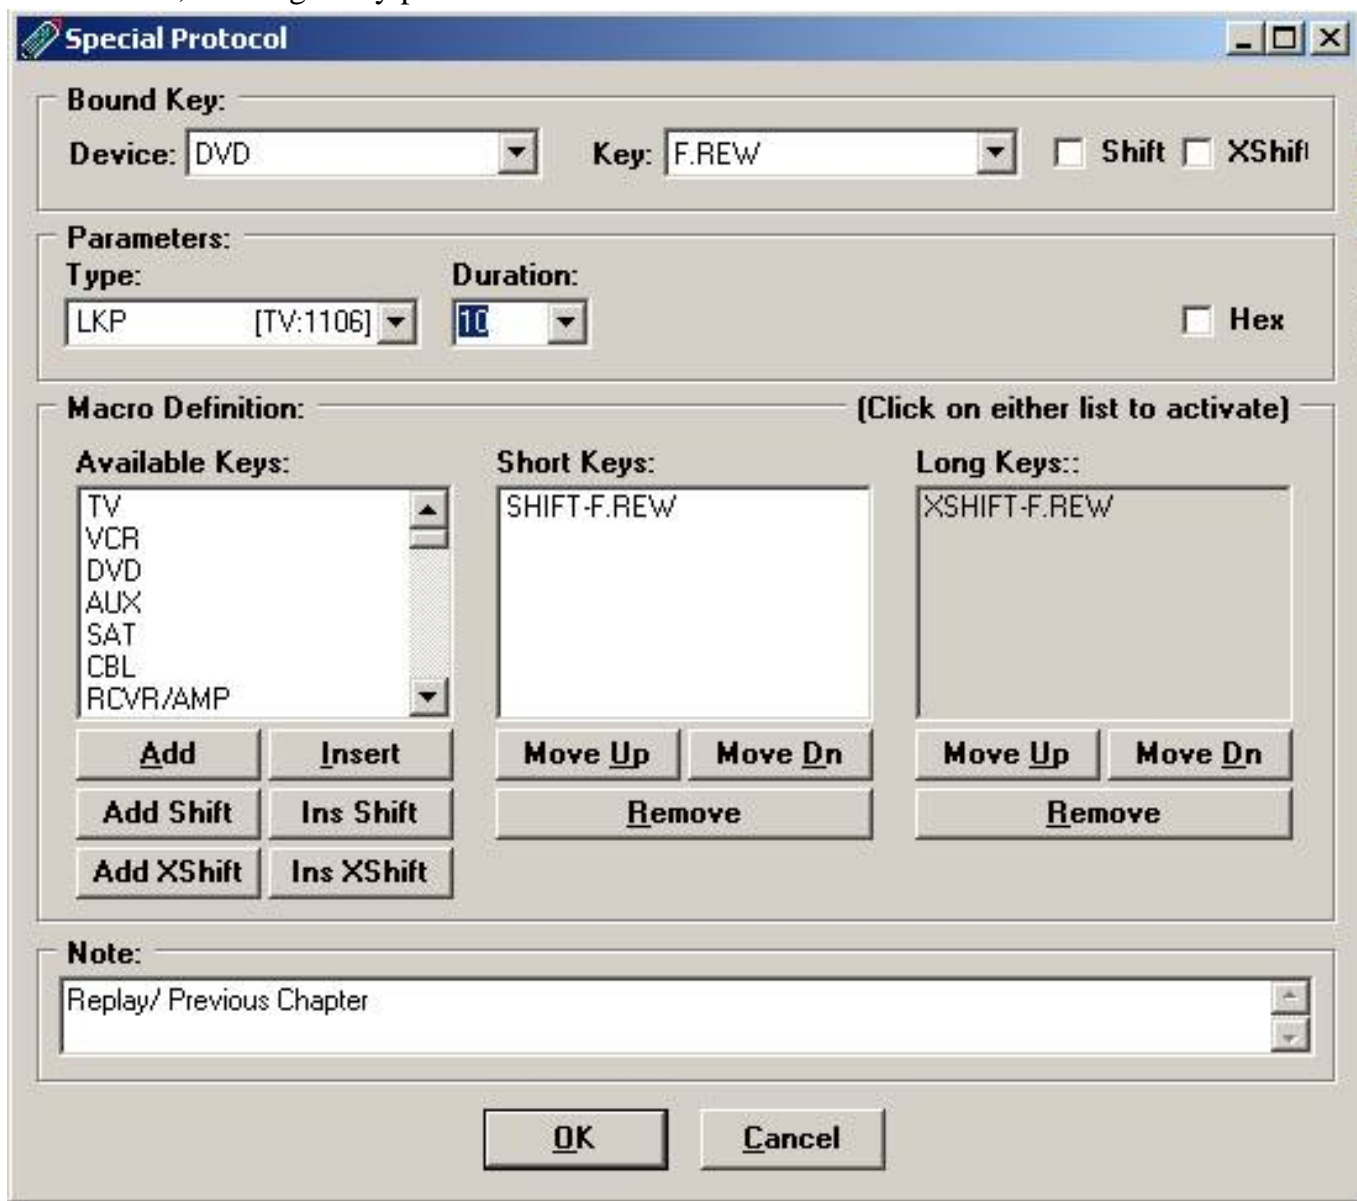 Special Protocol
Bound Key:
Device: DVD Key: F.REW Shift XShift
Parameters:
Type: Duration:
LKP [TV:1106] 10 Hex
Macro Definition: (Click on either list to activate)
Available Keys: Short Keys: Long Keys::
TV SHIFT-F.REW XSHIFT-F.REW
VCR
DVD
AUX
SAT
CBL
RCVR/AMP
Add Insert Move Up Move Dn Move Up Move Dn
Add Shift Ins Shift Remove Remove
Add XShift Ins XShift
Note:
Replay/ Previous Chapter
OK Cancel